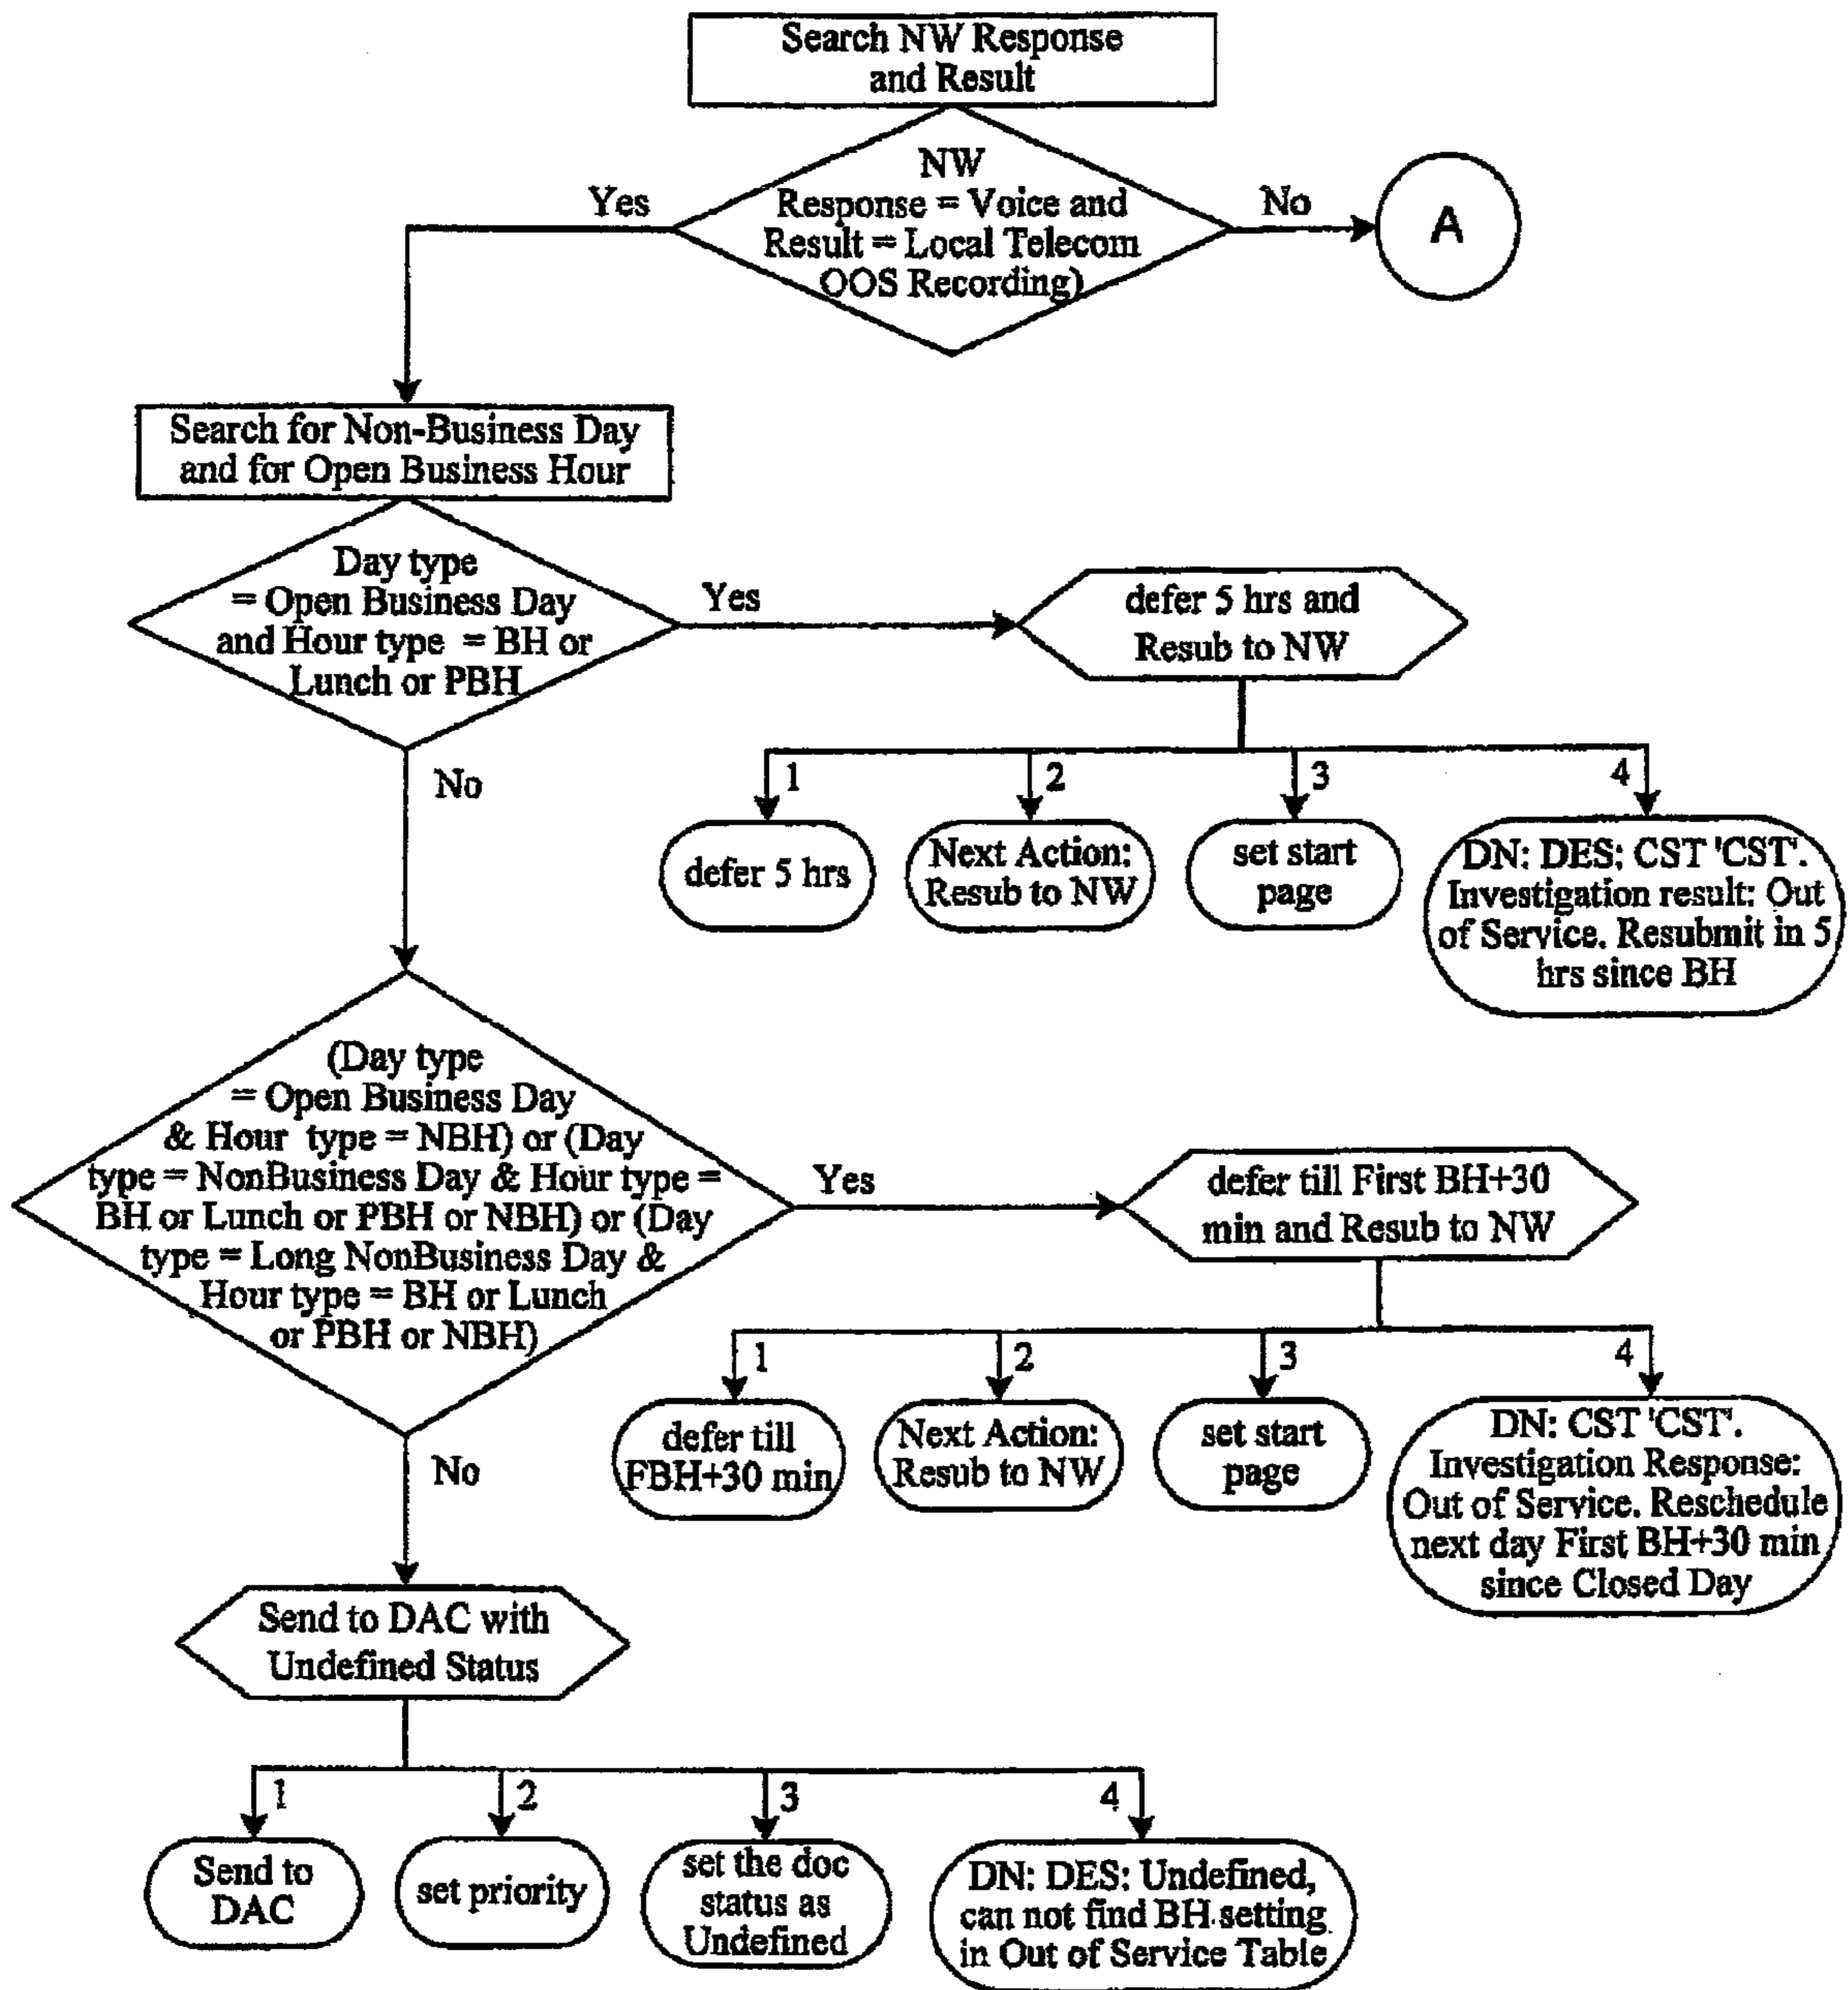 Search NW Response
and Result
NW
Response = Voice and
Result = Local Telecom
OOS Recording)
Yes
No
A
Search for Non-Business Day
and for Open Business Hour
Day type
= Open Business Day
and Hour type = BH or
Lunch or PBH
Yes
No
defer 5 hrs and
Resub to NW
1
2
3
4
defer 5 hrs
Next Action:
Resub to NW
set start
page
DN: DES; CST 'CST'.
Investigation result: Out
of Service. Resubmit in 5
hrs since BH
(Day type
= Open Business Day
& Hour type = NBH) or (Day
type = NonBusiness Day & Hour type =
BH or Lunch or PBH or NBH) or (Day
type = Long NonBusiness Day &
Hour type = BH or Lunch
or PBH or NBH)
Yes
No
defer till First BH+30
min and Resub to NW
1
2
3
4
defer till
FBH+30 min
Next Action:
Resub to NW
set start
page
DN: CST 'CST'.
Investigation Response:
Out of Service. Reschedule
next day First BH+30 min
since Closed Day
Send to DAC with
Undefined Status
1
2
3
4
Send to
DAC
set priority
set the doc
status as
Undefined
DN: DES: Undefined,
can not find BH setting
in Out of Service Table